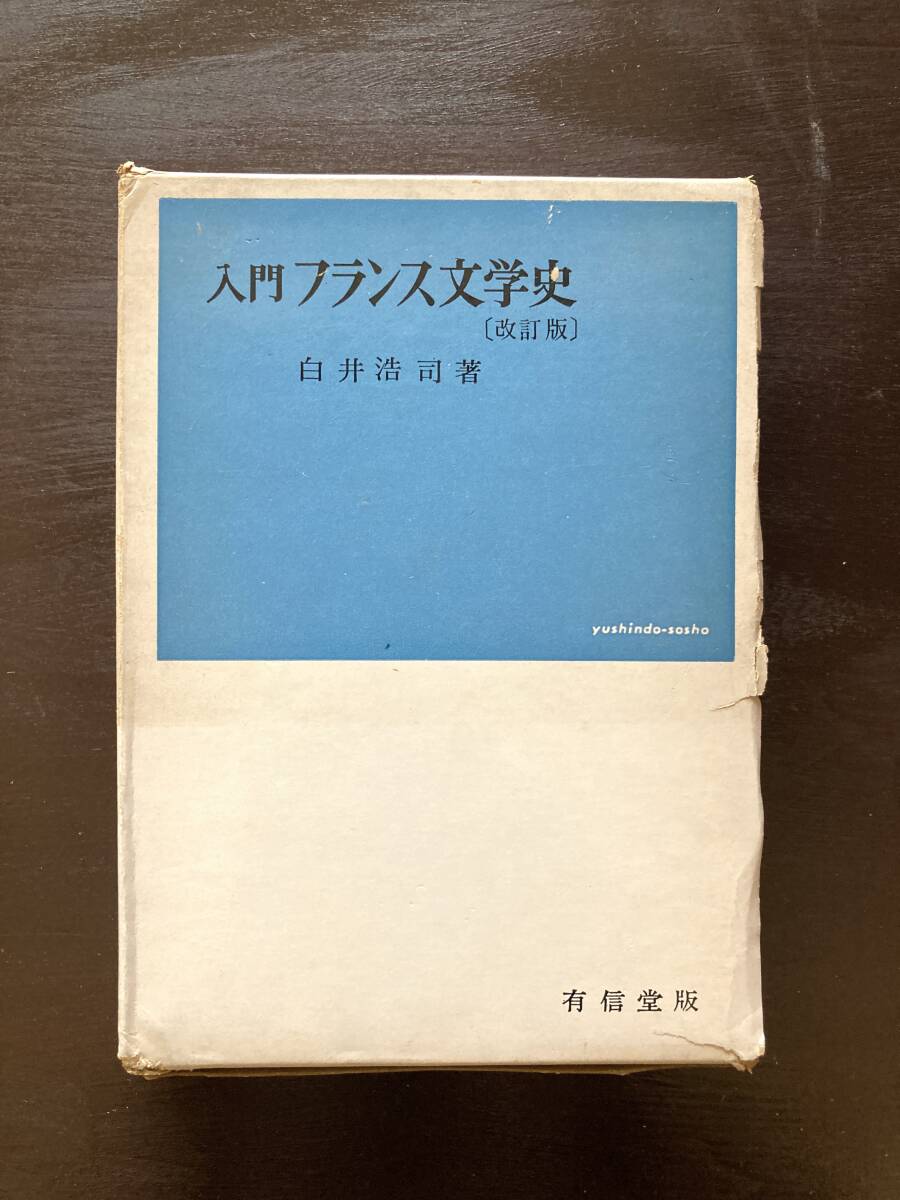 入門フランス文学史
〔改訂版〕
白井浩司著
yushindo-sosho
有信堂版